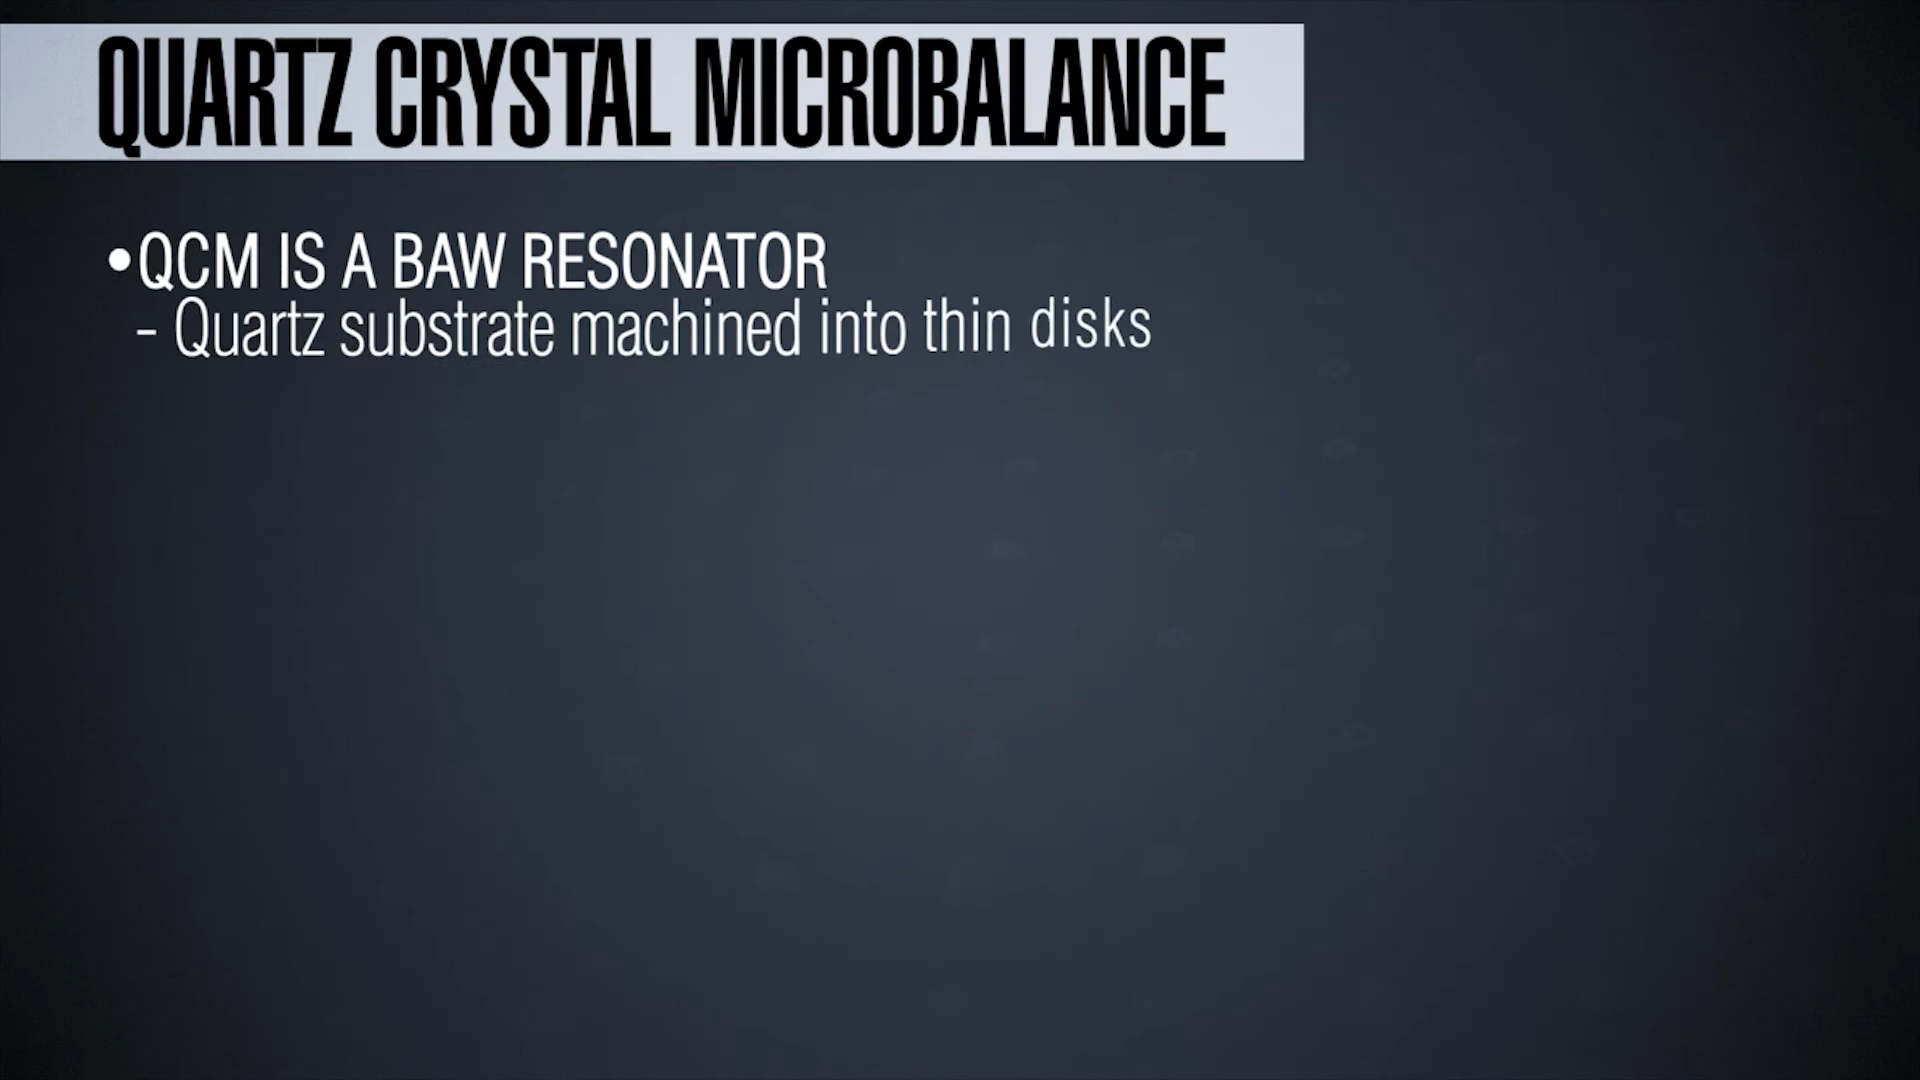 QUARTZ CRYSTAL MICROBALANCE
•QCM IS A BAW RESONATOR
- Quartz substrate machined into thin disks